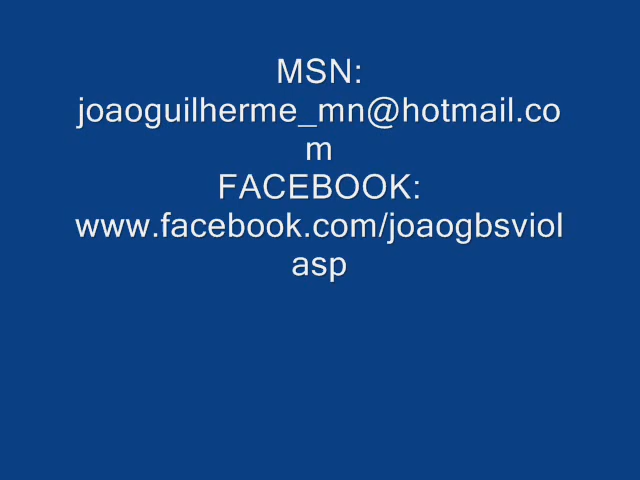 MSN:
joaoguilherme_mn@hotmail.co
m
FACEBOOK:
www.facebook.com/joaogbsviol
asp